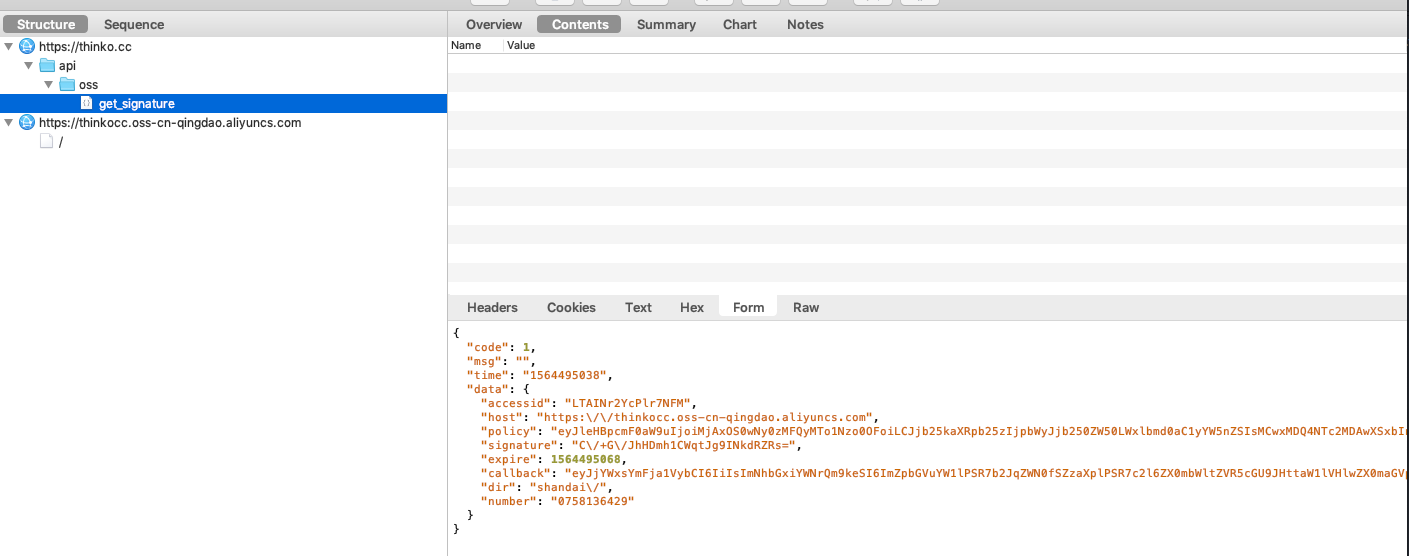 Structure Sequence
Overview Contents Summary Chart Notes
https://thinko.cc
api
oss
get_signature
https://thinkocc.oss-cn-qingdao.aliyuncs.com
/
Name Value
Headers Cookies Text Hex Form Raw
{
"code": 1,
"msg": "",
"time": "1564495038",
"data": {
"accessid": "LTAINr2YcPlr7NFM",
"host": "https:\/\/thinkocc.oss-cn-qingdao.aliyuncs.com",
"policy": "eyJleHBpcmF0aW9uIjoiMjAxOS0wNy0zMFQyMTo1Nzo0OFoiLCJjb25kaXRpb25zIjpbWyJjb250ZW50LWxlbmd0aC1yYW5nZSIsMCwxMDQ4NTc2MDAwXSxbIn
"signature": "C\/+G\/JhHDmh1CWqtJg9INkdRZRs=",
"expire": 1564495068,
"callback": "eyJjYWxsYmFja1VybCI6IiIsImNhbGxiYWNrQm9keSI6ImZpbGVuYW1lPSR7b2JqZWN0fSZzaXplPSR7c2l6ZX0mbWltZVR5cGU9JHttaW1lVHlwZX0maGVp
"dir": "shandai\/",
"number": "0758136429"
}
}